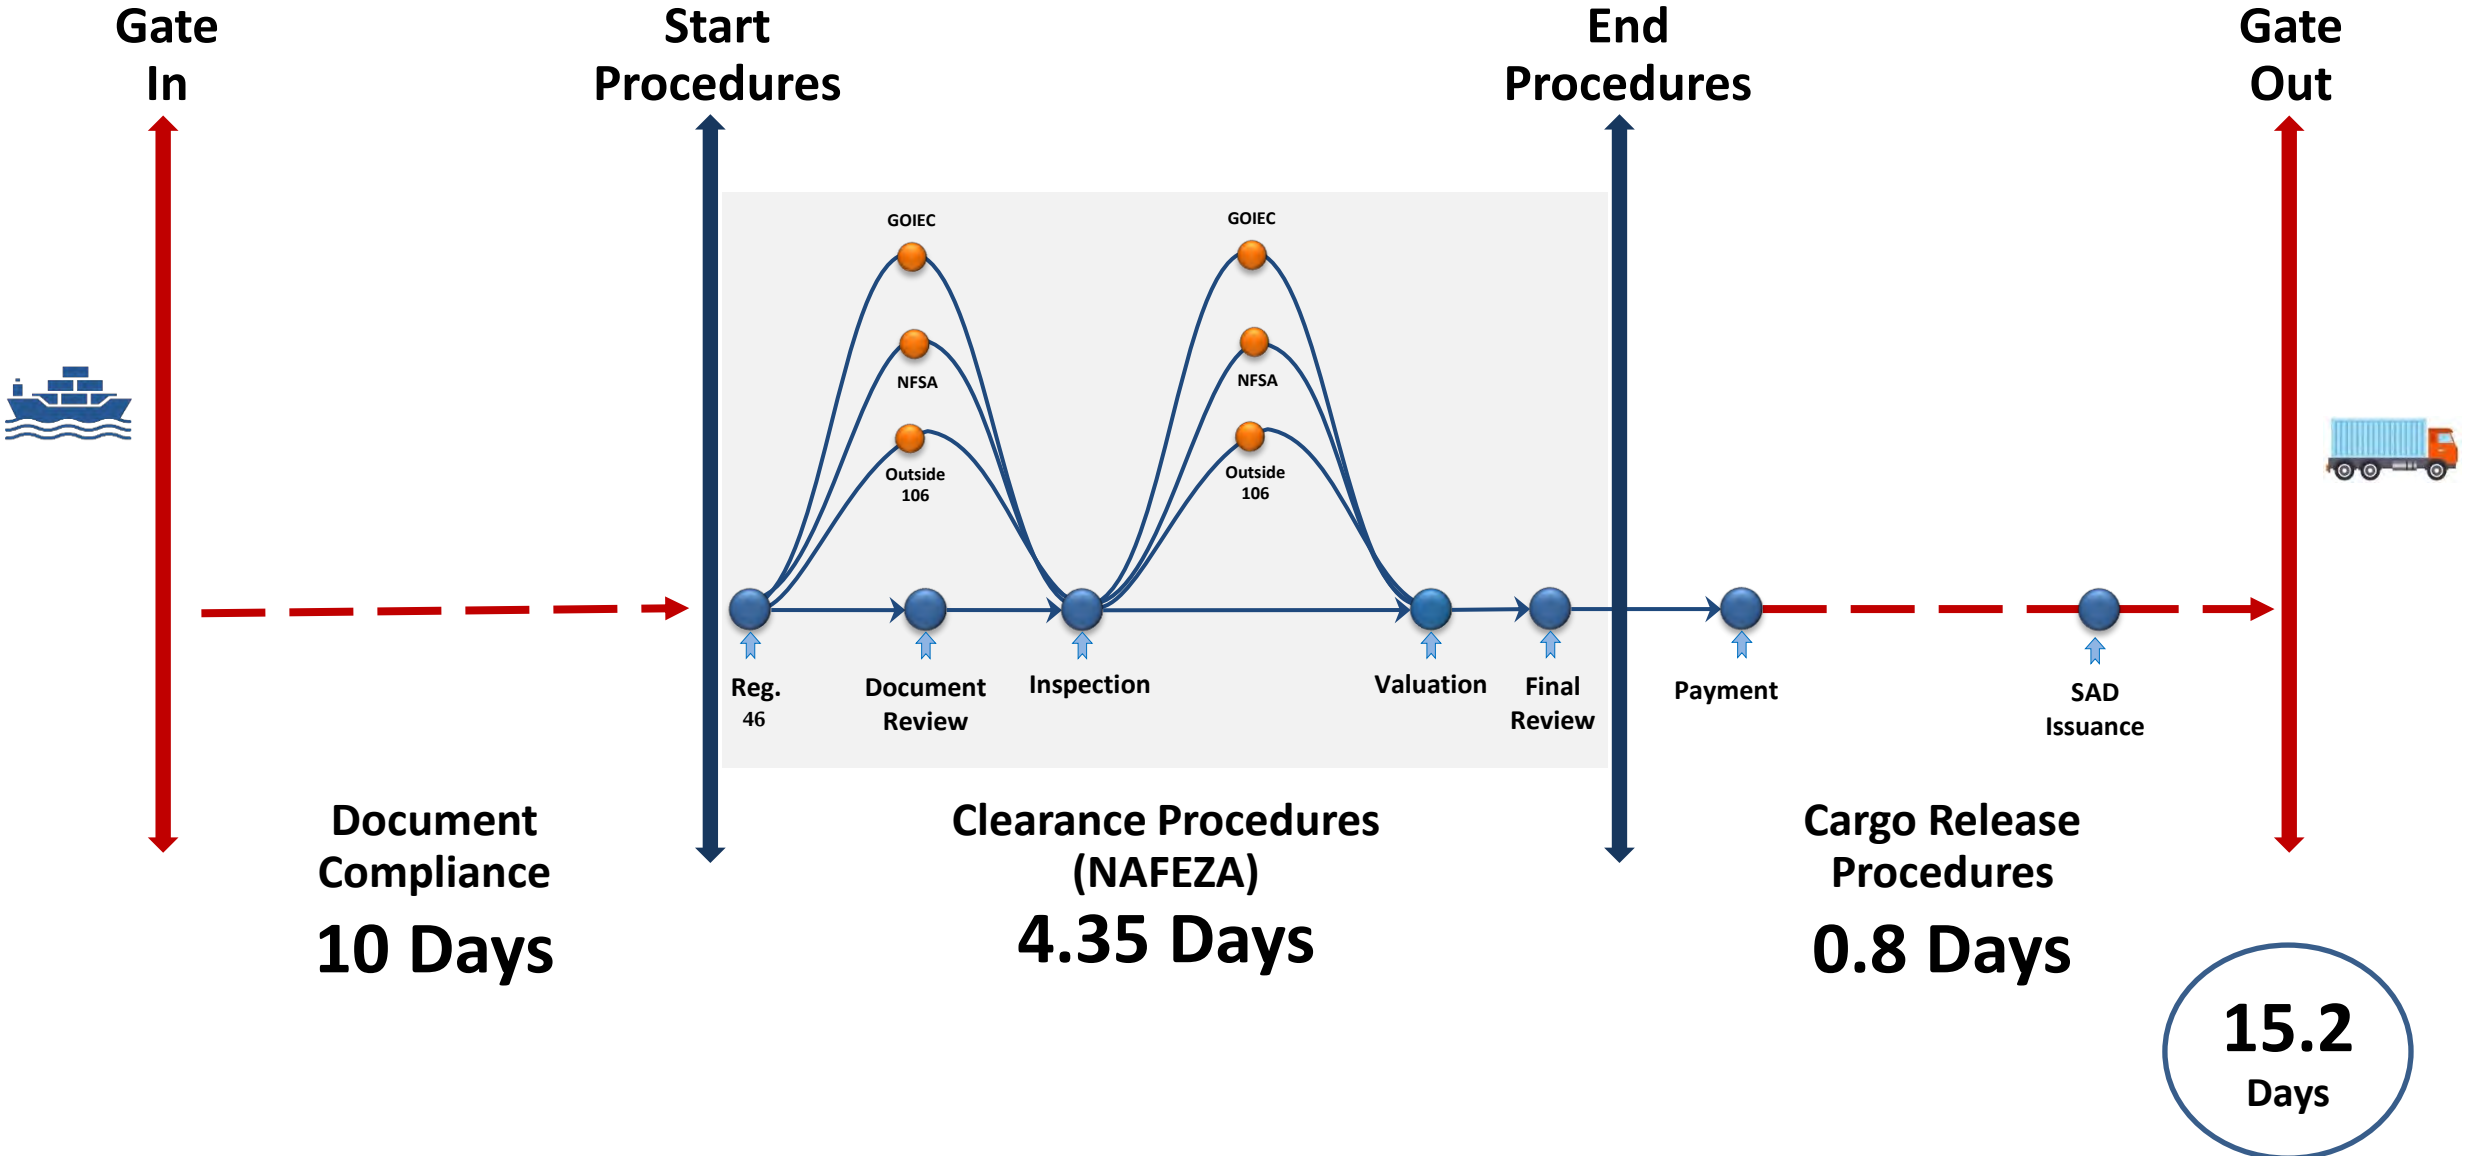 Gate
In
Start
Procedures
End
Procedures
Gate
Out
GOIEC
NFSA
Outside
106
GOIEC
NFSA
Outside
106
Reg.
46
Document
Review
Inspection
Valuation
Final
Review
Payment
SAD
Issuance
Document
Compliance
10 Days
Clearance Procedures
(NAFEZA)
4.35 Days
Cargo Release
Procedures
0.8 Days
15.2
Days